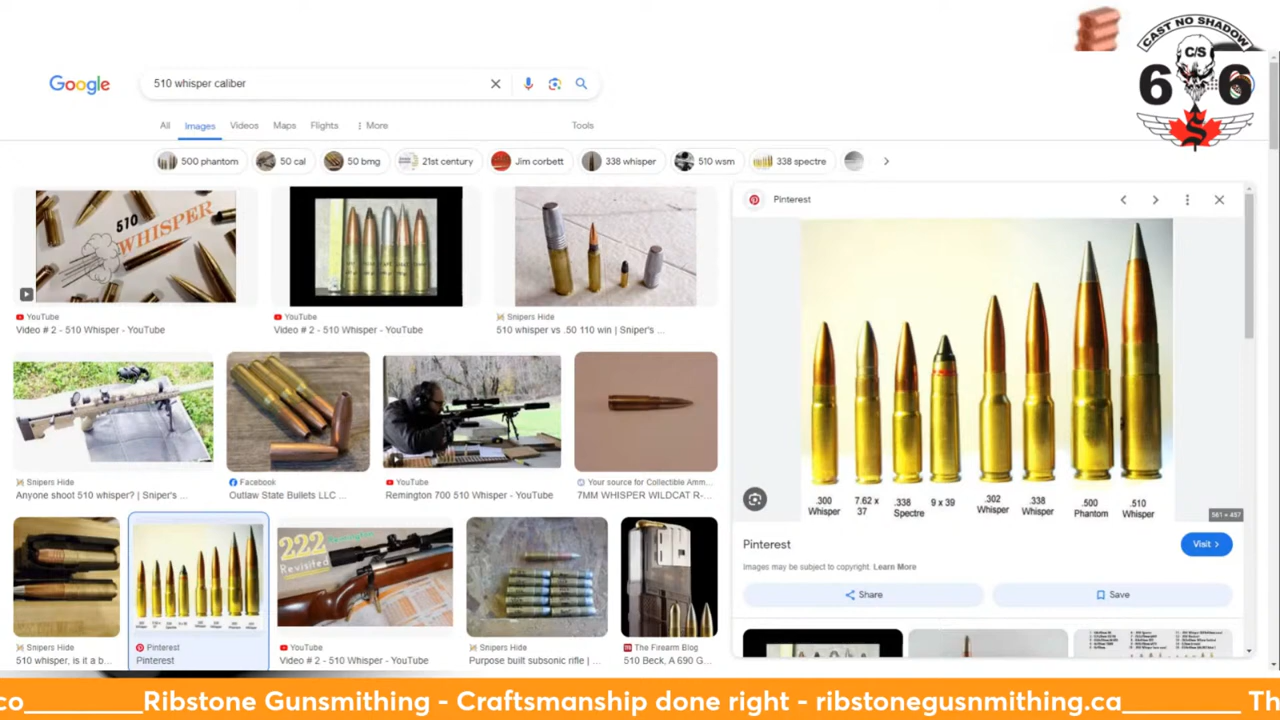 CAST NO SHADOW
C/S
6 6
S
Google
510 whisper caliber
All Images Videos Maps Flights More Tools
500 phantom 50 cal 50 bmg 21st century Jim corbett 338 whisper 510 wsm 338 spectre
510
WHISPER
YouTube
Video # 2 - 510 Whisper - YouTube
YouTube
Video # 2 - 510 Whisper - YouTube
Snipers Hide
510 whisper vs .50 110 win | Sniper's ...
Snipers Hide
Anyone shoot 510 whisper? | Sniper's ...
Facebook
Outlaw State Bullets LLC ...
YouTube
Remington 700 510 Whisper - YouTube
Your source for Collectible Amm...
7MM WHISPER WILDCAT R-...
222
Revisited
Snipers Hide
510 whisper, is it a b...
Pinterest
Pinterest
YouTube
Video # 2 - 510 Whisper - YouTube
Snipers Hide
Purpose built subsonic rifle | ...
The Firearm Blog
510 Beck, A 690 G...
Pinterest
.300 Whisper
7.62 x 37
.338 Spectre
9 x 39
.302 Whisper
.338 Whisper
.500 Phantom
.510 Whisper
Pinterest
Visit >
Images may be subject to copyright. Learn More
Share Save
co_________Ribstone Gunsmithing - Craftsmanship done right - ribstonegusnmithing.ca_________ Th